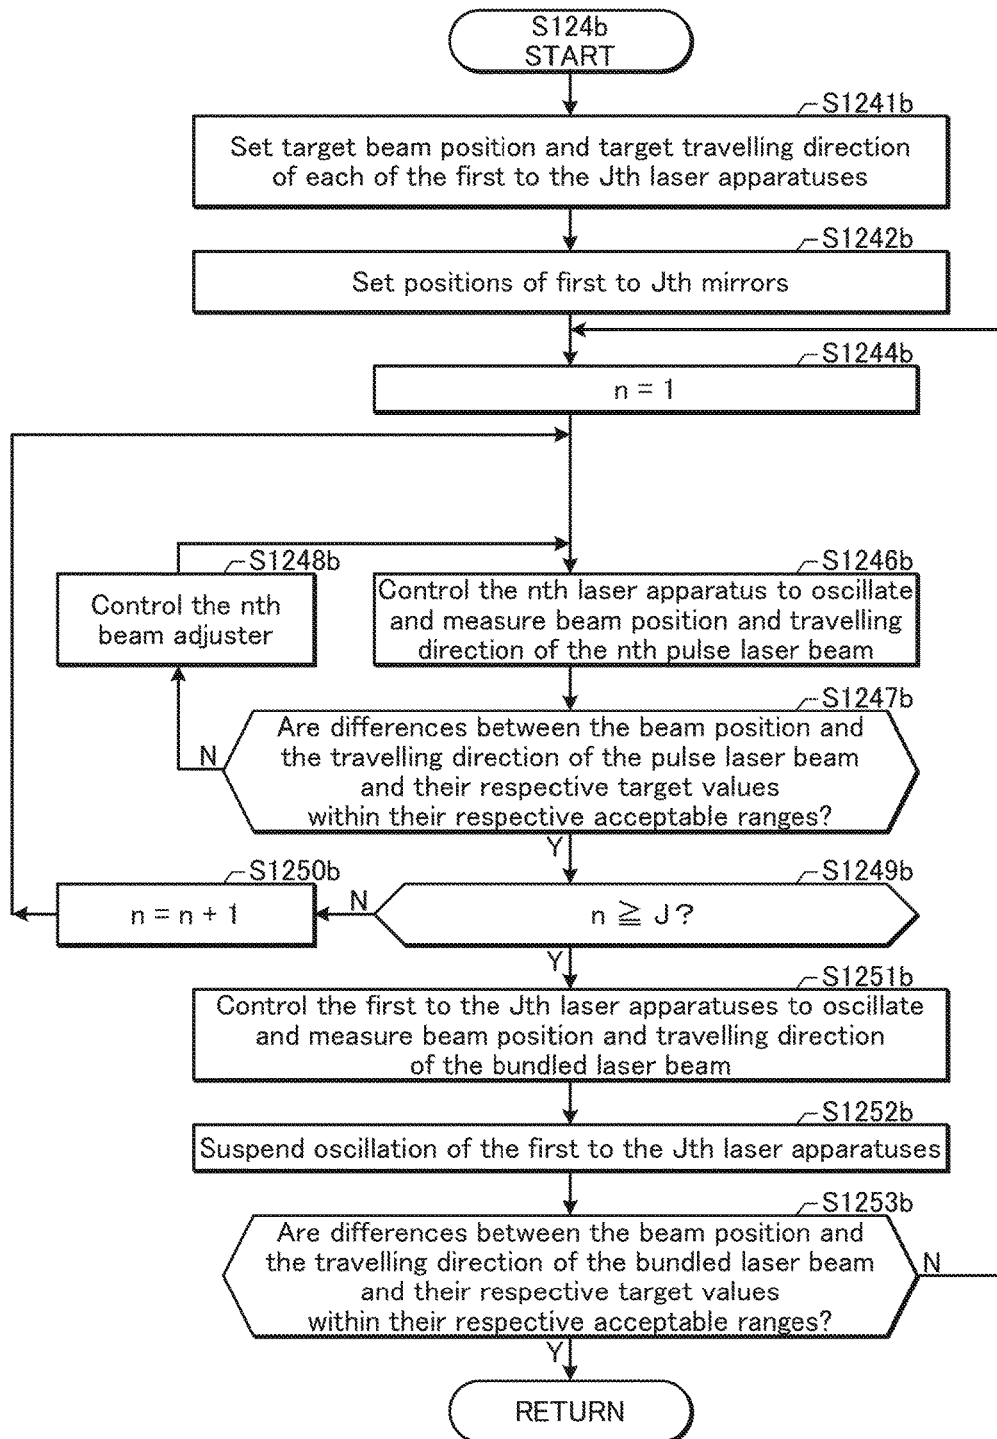 S124b
START
S1241b
Set target beam position and target travelling direction
of each of the first to the Jth laser apparatuses
S1242b
Set positions of first to Jth mirrors
S1244b
n = 1
S1248b
Control the nth
beam adjuster
S1246b
Control the nth laser apparatus to oscillate
and measure beam position and travelling
direction of the nth pulse laser beam
S1247b
Are differences between the beam position and
the travelling direction of the pulse laser beam
and their respective target values
within their respective acceptable ranges?
N
Y
S1250b
n = n + 1
S1249b
n ≧ J ?
N
Y
S1251b
Control the first to the Jth laser apparatuses to oscillate
and measure beam position and travelling direction
of the bundled laser beam
S1252b
Suspend oscillation of the first to the Jth laser apparatuses
S1253b
Are differences between the beam position and
the travelling direction of the bundled laser beam
and their respective target values
within their respective acceptable ranges?
N
Y
RETURN